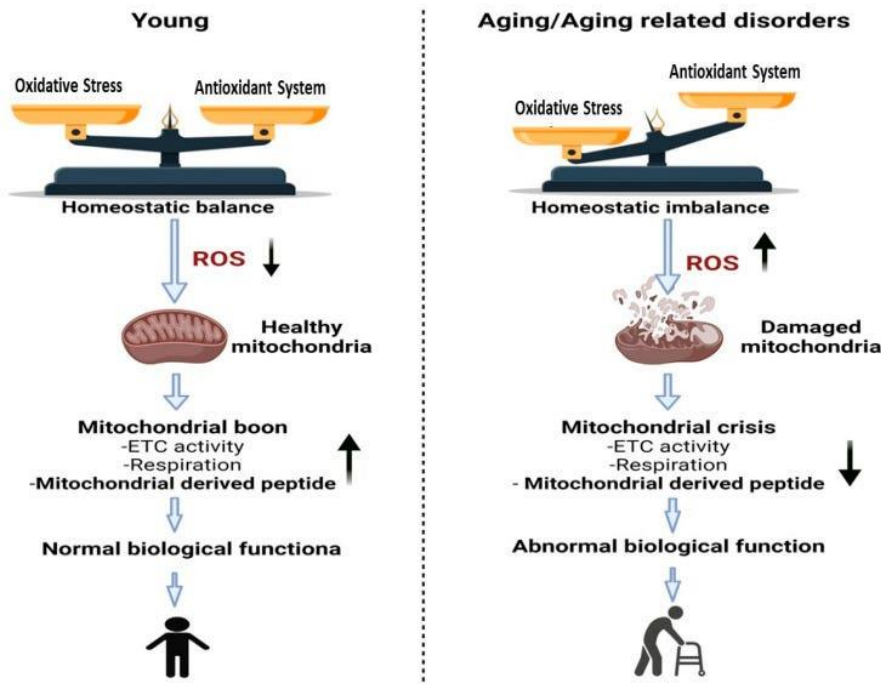 Young
Oxidative Stress
Antioxidant System
Homeostatic balance
ROS
Healthy
mitochondria
Mitochondrial boon
-ETC activity
-Respiration
-Mitochondrial derived peptide
Normal biological functiona
Aging/Aging related disorders
Antioxidant System
Oxidative Stress
Homeostatic imbalance
ROS
Damaged
mitochondria
Mitochondrial crisis
-ETC activity
-Respiration
- Mitochondrial derived peptide
Abnormal biological function